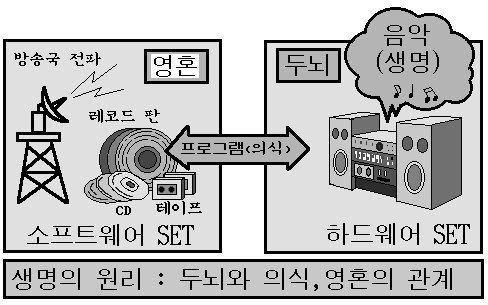 방송국 전파
영혼
레코드 판
CD
테이프
소프트웨어 SET
프로그램(의식)
두뇌
음악
(생명)
하드웨어 SET
생명의 원리 : 두뇌와 의식,영혼의 관계